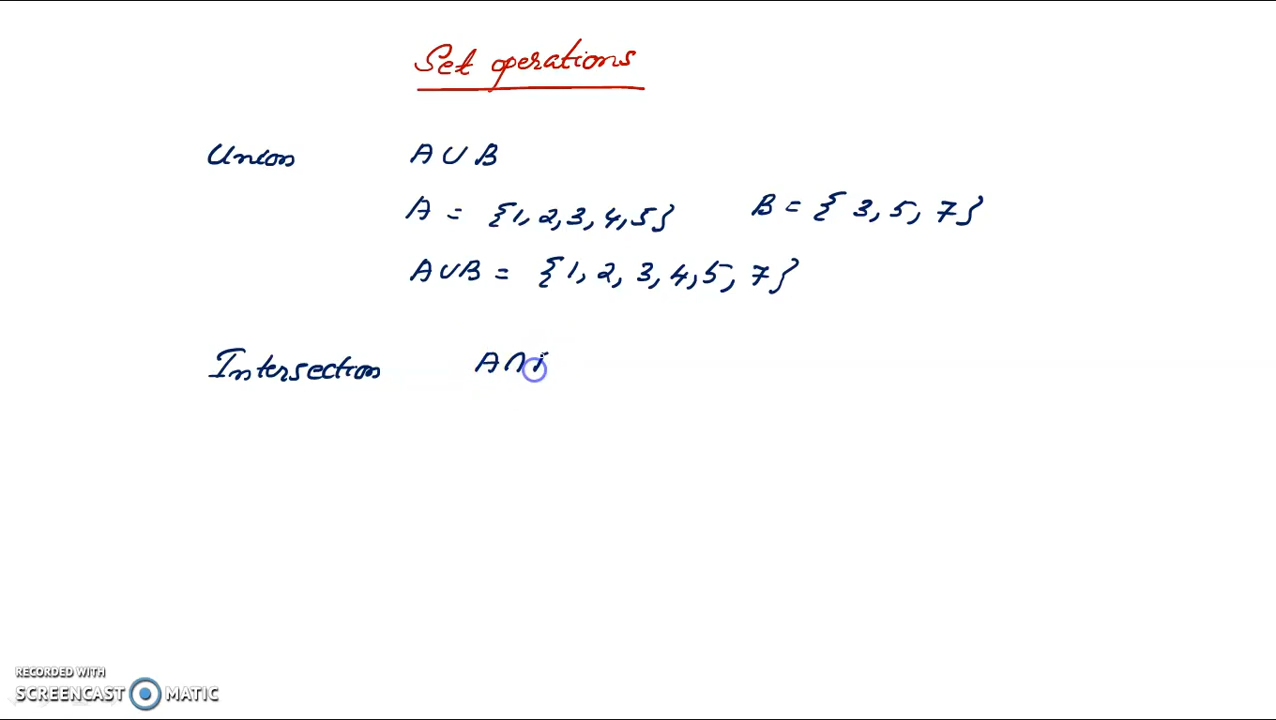 Set operations
Union A ∪ B
A = {1, 2, 3, 4, 5} B = { 3, 5, 7}
A∪B = {1, 2, 3, 4, 5, 7}
Intersection A∩
RECORDED WITH
SCREENCAST MATIC